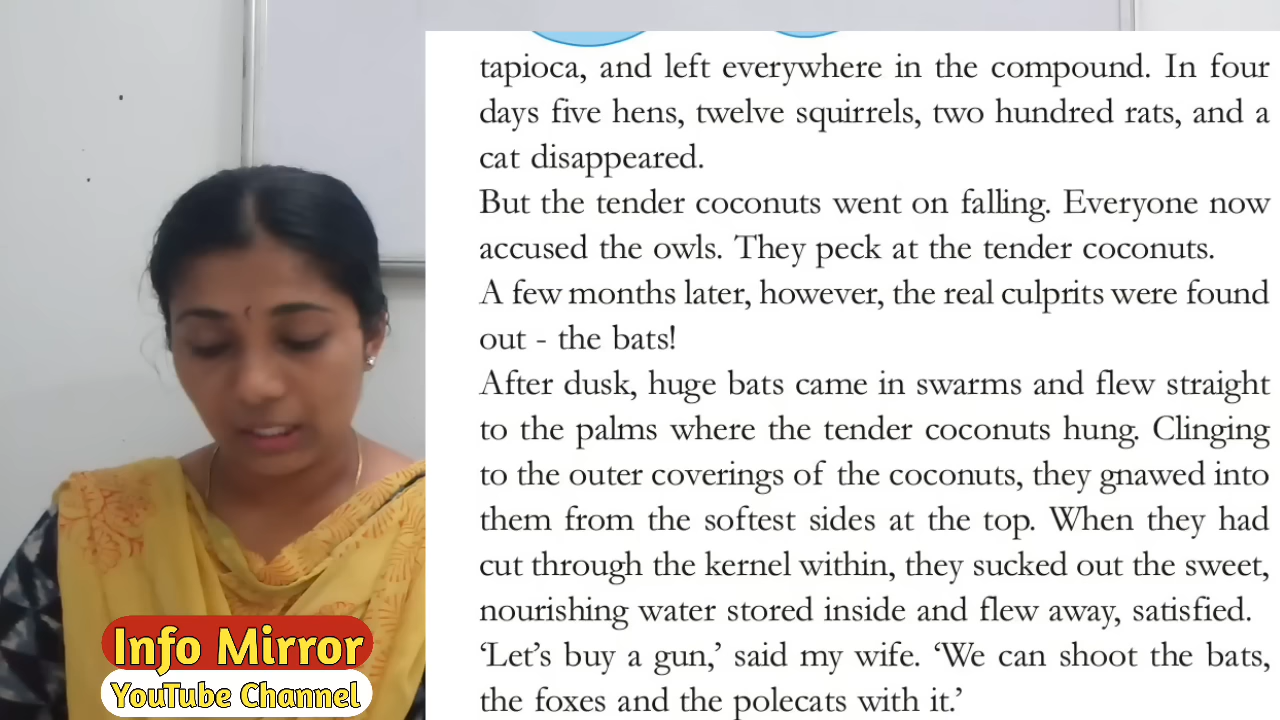 tapioca, and left everywhere in the compound. In four
days five hens, twelve squirrels, two hundred rats, and a
cat disappeared.
But the tender coconuts went on falling. Everyone now
accused the owls. They peck at the tender coconuts.
A few months later, however, the real culprits were found
out - the bats!
After dusk, huge bats came in swarms and flew straight
to the palms where the tender coconuts hung. Clinging
to the outer coverings of the coconuts, they gnawed into
them from the softest sides at the top. When they had
cut through the kernel within, they sucked out the sweet,
nourishing water stored inside and flew away, satisfied.
‘Let’s buy a gun,’ said my wife. ‘We can shoot the bats,
the foxes and the polecats with it.’
Info Mirror
YouTube Channel